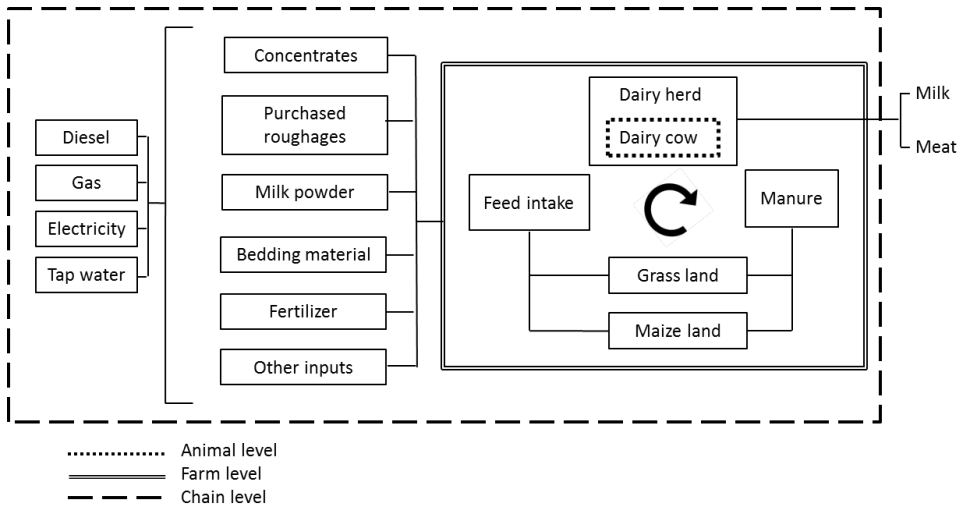 Diesel
Gas
Electricity
Tap water
Concentrates
Purchased
roughages
Milk powder
Bedding material
Fertilizer
Other inputs
Dairy herd
Dairy cow
Feed intake
Manure
Grass land
Maize land
Milk
Meat
Animal level
Farm level
Chain level